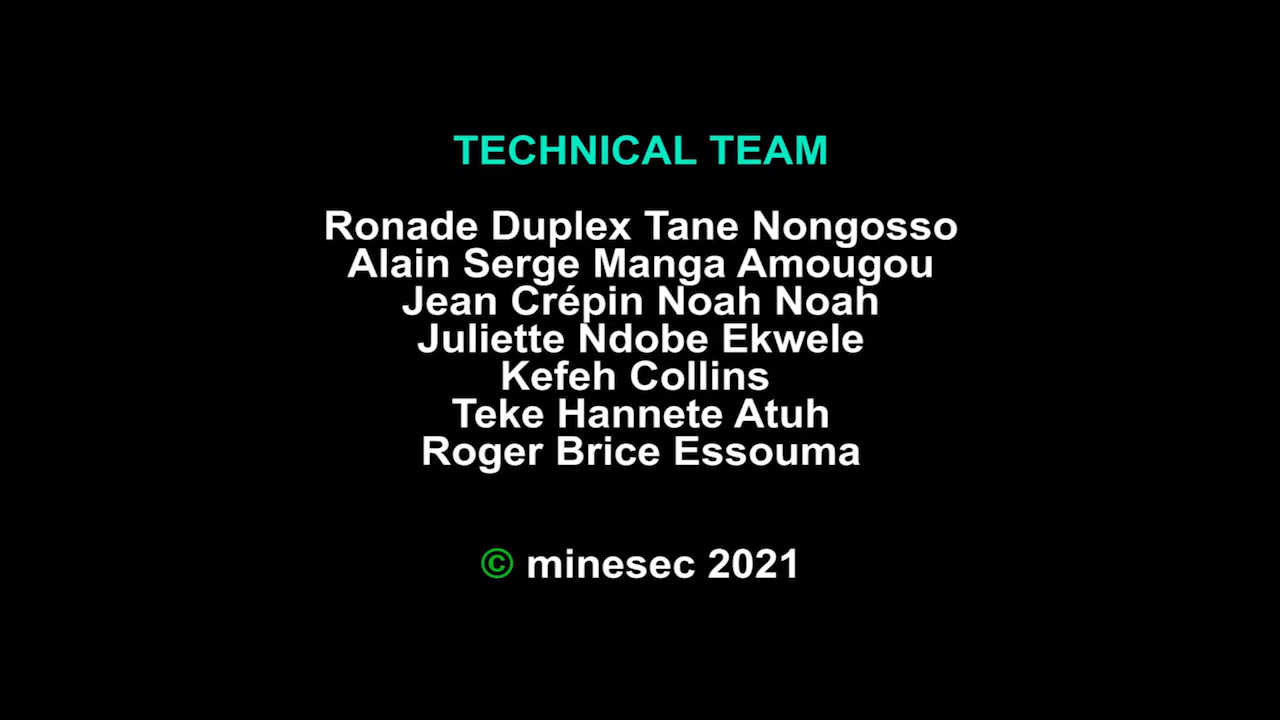 TECHNICAL TEAM
Ronade Duplex Tane Nongosso
Alain Serge Manga Amougou
Jean Crépin Noah Noah
Juliette Ndobe Ekwele
Kefeh Collins
Teke Hannete Atuh
Roger Brice Essouma
© minesec 2021